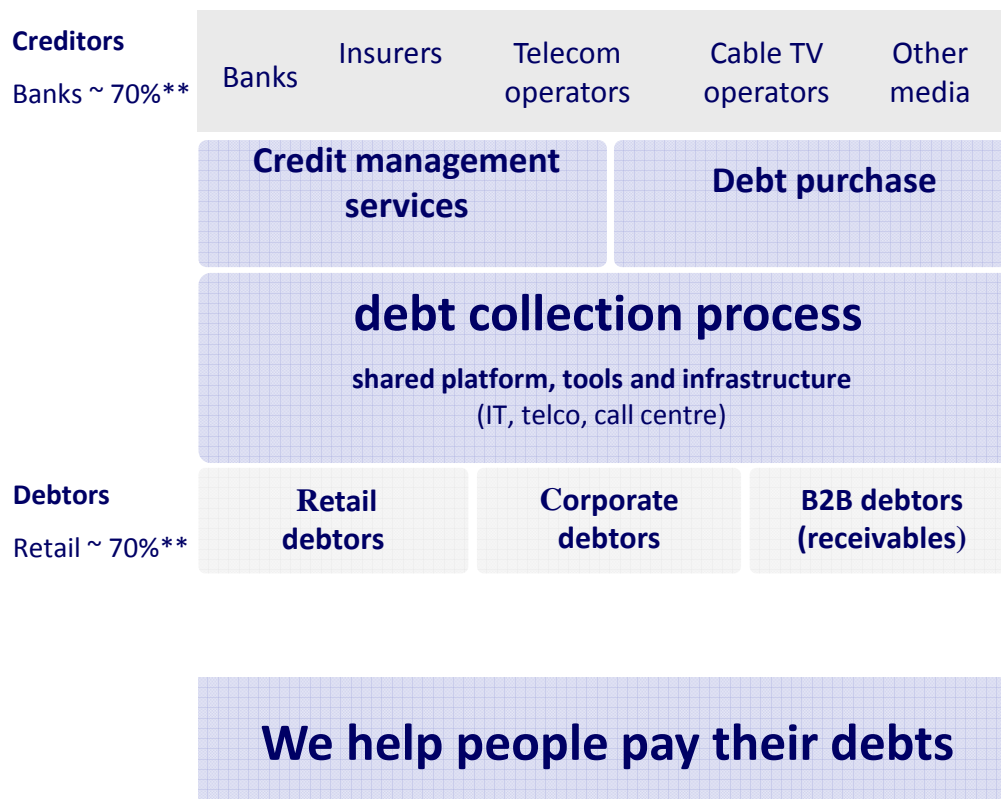 Creditors
Banks ~ 70%**
Banks
Insurers
Telecom
operators
Cable TV
operators
Other
media
Credit management
services
Debt purchase
debt collection process
shared platform, tools and infrastructure
(IT, telco, call centre)
Debtors
Retail ~ 70%**
Retail
debtors
Corporate
debtors
B2B debtors
(receivables)
We help people pay their debts